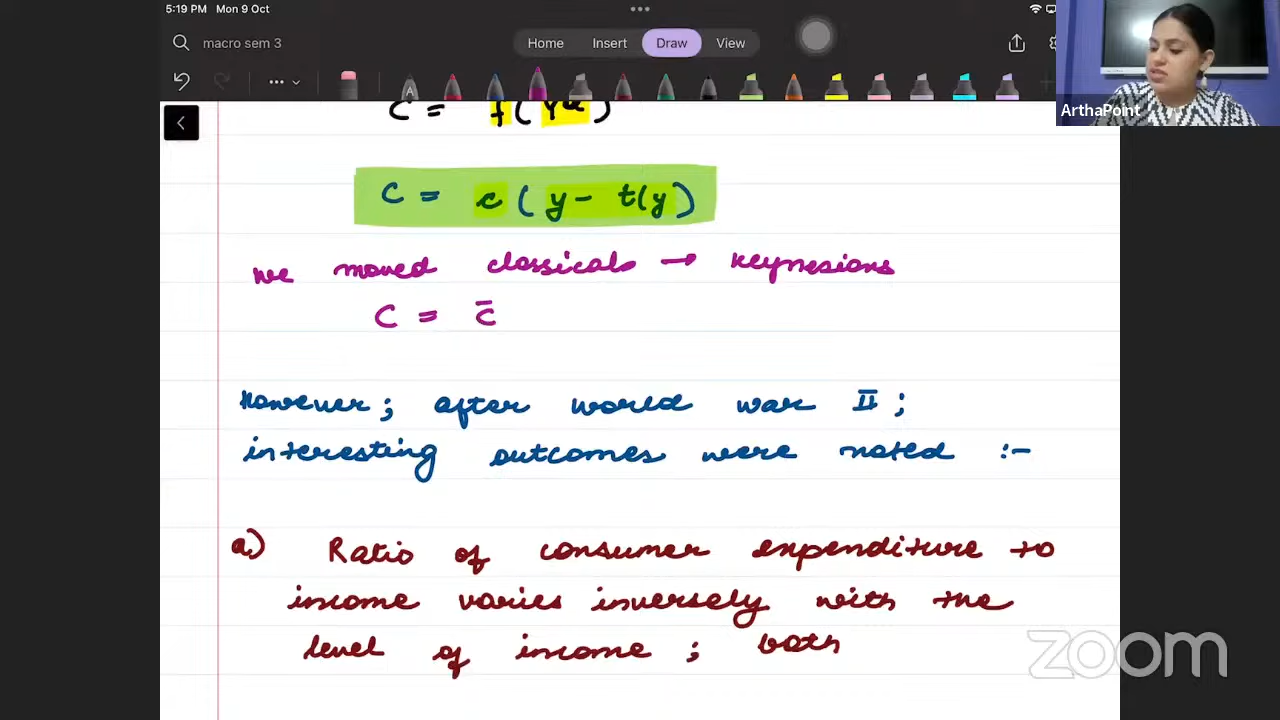 5:19 PM Mon 9 Oct
macro sem 3
Home Insert Draw View
ArthaPoint
A
C = f(Yd)
C = c (y - t(y)
We moved classicals → keynesians
C = c̄
However; after world war II;
interesting outcomes were noted :-
a) Ratio of consumer expenditure to
income varies inversely with the
level of income ; both
zoom